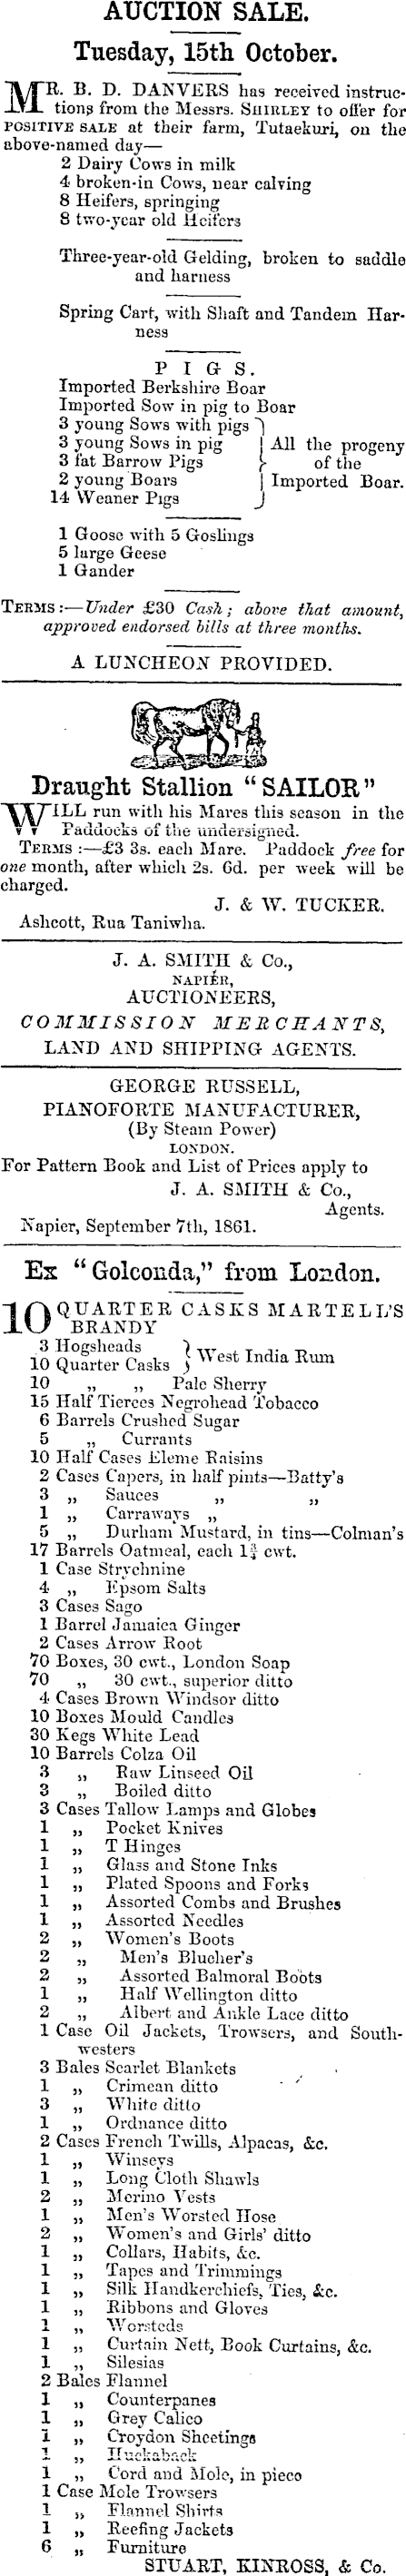 AUCTION SALE.
Tuesday, 15th October.
MR. B. D. DANVERS has received instruc-
tions from the Messrs. SHIRLEY to offer for
POSITIVE SALE at their farm, Tutaekuri, on the
above-named day—
2 Dairy Cows in milk
4 broken-in Cows, near calving
8 Heifers, springing
8 two-year old Heifers
Three-year-old Gelding, broken to saddle
and harness
Spring Cart, with Shaft and Tandem Har-
ness
PIGS.
Imported Berkshire Boar
Imported Sow in pig to Boar
3 young Sows with pigs
3 young Sows in pig
3 fat Barrow Pigs
2 young Boars
14 Weaner Pigs
All the progeny
of the
Imported Boar.
1 Goose with 5 Goslings
5 large Geese
1 Gander
TERMS:—Under £30 Cash; above that amount,
approved endorsed bills at three months.
A LUNCHEON PROVIDED.
Draught Stallion "SAILOR"
WILL run with his Mares this season in the
Paddocks of the undersigned.
TERMS:—£3 3s. each Mare. Paddock free for
one month, after which 2s. 6d. per week will be
charged.
J. & W. TUCKER.
Ashcott, Rua Taniwha.
J. A. SMITH & Co.,
NAPIER,
AUCTIONEERS,
COMMISSION MERCHANTS,
LAND AND SHIPPING AGENTS.
GEORGE RUSSELL,
PIANOFORTE MANUFACTURER,
(By Steam Power)
LONDON.
For Pattern Book and List of Prices apply to
J. A. SMITH & Co.,
Agents.
Napier, September 7th, 1861.
Ex "Golconda," from London.
10 QUARTER CASKS MARTELL'S
BRANDY
3 Hogsheads
10 Quarter Casks } West India Rum
10 „ „ Pale Sherry
15 Half Tierces Negrohead Tobacco
6 Barrels Crushed Sugar
5 „ Currants
10 Half Cases Eleme Raisins
2 Cases Capers, in half pints—Batty's
3 „ Sauces „ „
1 „ Carraways „
5 „ Durham Mustard, in tins—Colman's
17 Barrels Oatmeal, each 1¾ cwt.
1 Case Strychnine
4 „ Epsom Salts
3 Cases Sago
1 Barrel Jamaica Ginger
2 Cases Arrow Root
70 Boxes, 30 cwt., London Soap
70 „ 30 cwt., superior ditto
4 Cases Brown Windsor ditto
10 Boxes Mould Candles
30 Kegs White Lead
10 Barrels Colza Oil
3 „ Raw Linseed Oil
3 „ Boiled ditto
3 Cases Tallow Lamps and Globes
1 „ Pocket Knives
1 „ T Hinges
1 „ Glass and Stone Inks
1 „ Plated Spoons and Forks
1 „ Assorted Combs and Brushes
1 „ Assorted Needles
2 „ Women's Boots
2 „ Men's Blucher's
2 „ Assorted Balmoral Boots
1 „ Half Wellington ditto
2 „ Albert and Ankle Lace ditto
1 Case Oil Jackets, Trowsers, and South-
westers
3 Bales Scarlet Blankets
1 „ Crimean ditto
3 „ White ditto
1 „ Ordnance ditto
2 Cases French Twills, Alpacas, &c.
1 „ Winseys
1 „ Long Cloth Shawls
2 „ Merino Vests
1 „ Men's Worsted Hose
2 „ Women's and Girls' ditto
1 „ Collars, Habits, &c.
1 „ Tapes and Trimmings
1 „ Silk Handkerchiefs, Ties, &c.
1 „ Ribbons and Gloves
1 „ Worsteds
1 „ Curtain Nett, Book Curtains, &c.
1 „ Silesias
2 Bales Flannel
1 „ Counterpanes
1 „ Grey Calico
1 „ Croydon Sheetings
1 „ Huckaback
1 „ Cord and Mole, in piece
1 Case Mole Trowsers
1 „ Flannel Shirts
1 „ Reefing Jackets
6 „ Furniture
STUART, KINROSS, & Co.